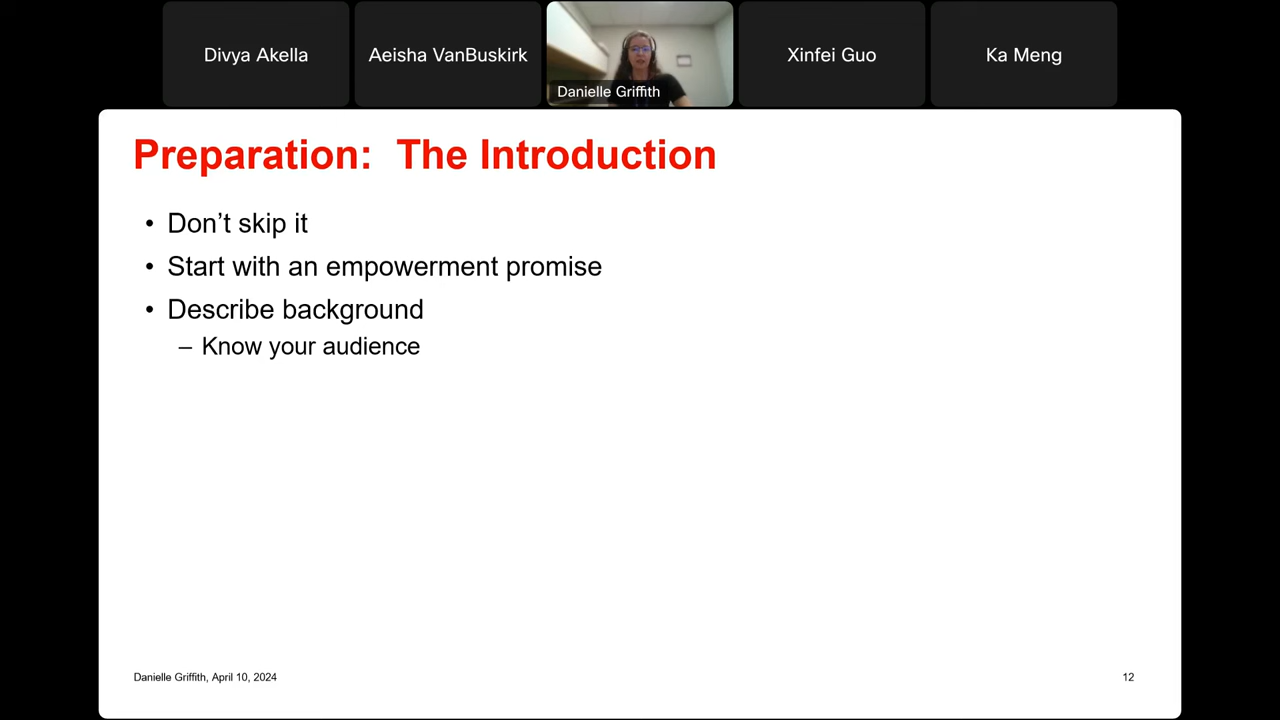 Divya Akella
Aeisha VanBuskirk
Danielle Griffith
Xinfei Guo
Ka Meng
Preparation: The Introduction
• Don’t skip it
• Start with an empowerment promise
• Describe background
– Know your audience
Danielle Griffith, April 10, 2024
12